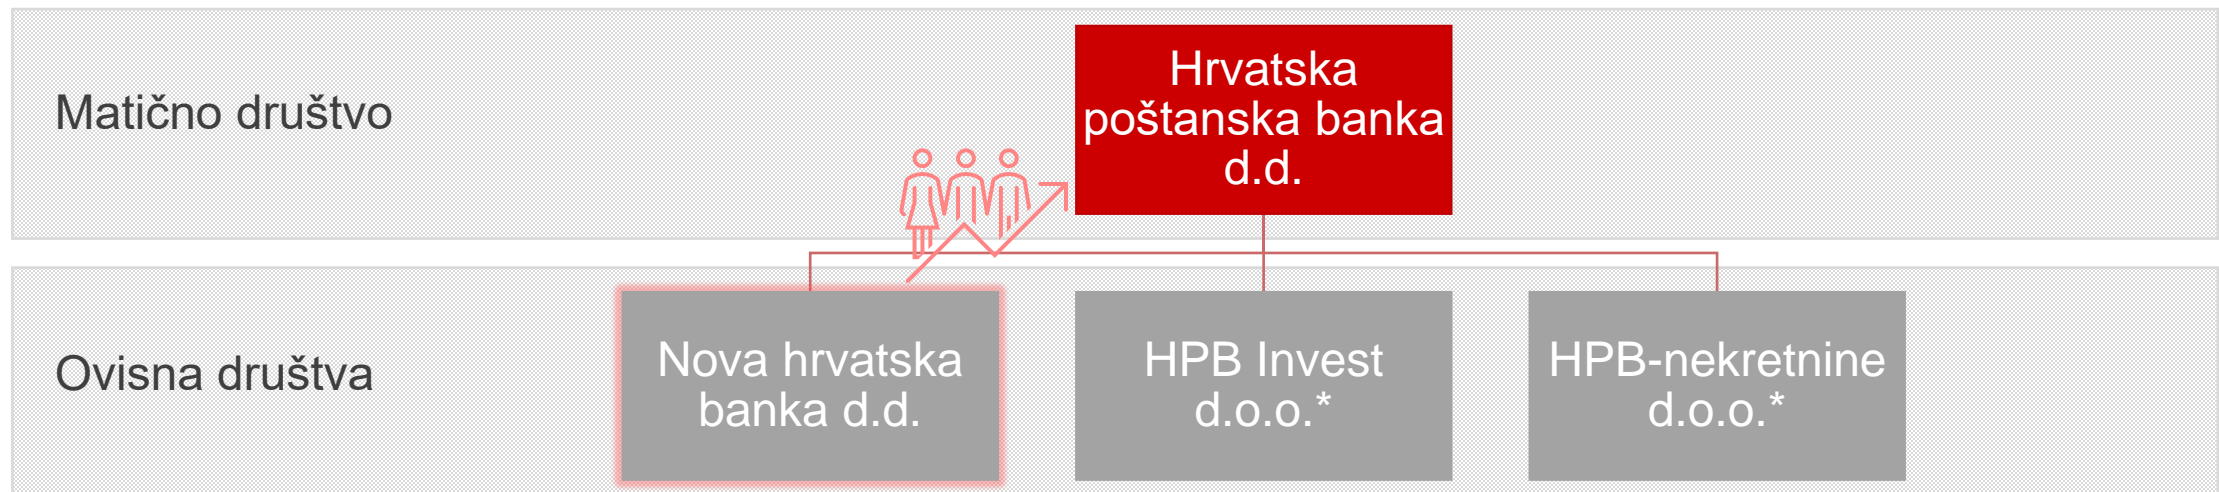 Matično društvo
Hrvatska
poštanska banka
d.d.
Ovisna društva
Nova hrvatska
banka d.d.
HPB Invest
d.o.o.*
HPB-nekretnine
d.o.o.*